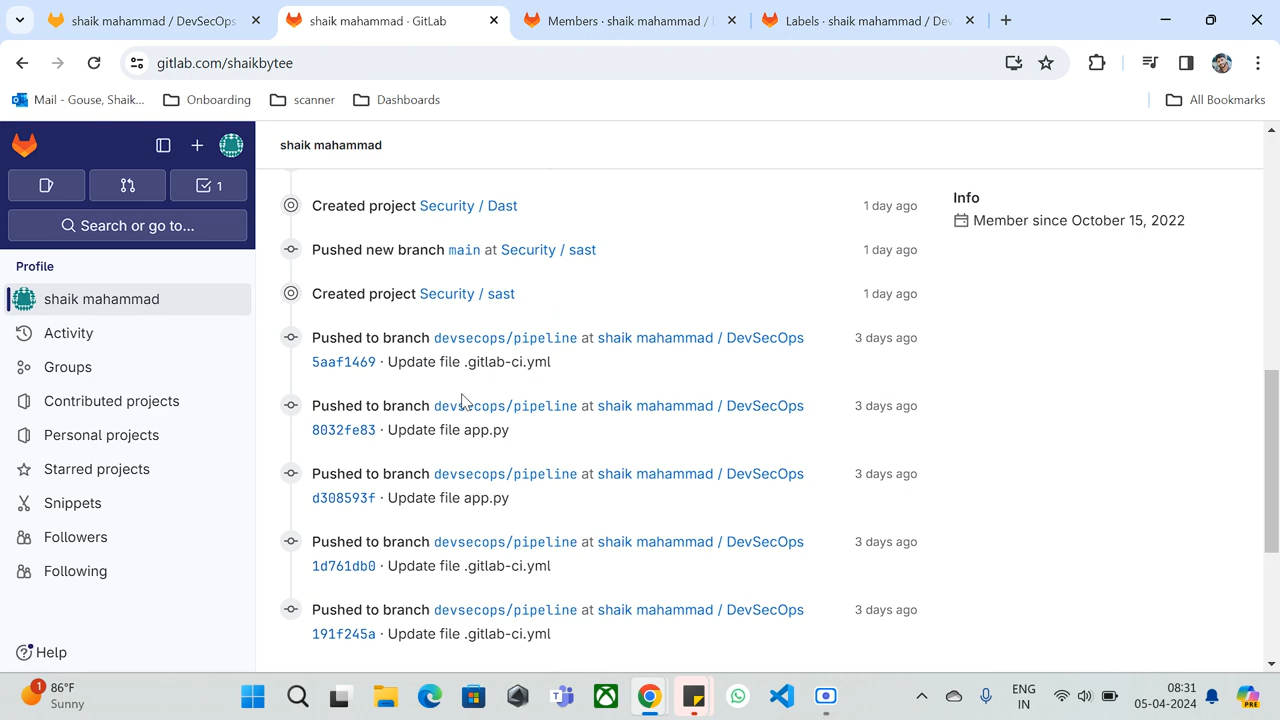 shaik mahammad / DevSecOps
shaik mahammad · GitLab
Members · shaik mahammad /
Labels · shaik mahammad / Dev
gitlab.com/shaikbytee
Mail - Gouse, Shaik...
Onboarding
scanner
Dashboards
All Bookmarks
1
Search or go to...
Profile
shaik mahammad
Activity
Groups
Contributed projects
Personal projects
Starred projects
Snippets
Followers
Following
Help
shaik mahammad
Created project Security / Dast 1 day ago
Pushed new branch main at Security / sast 1 day ago
Created project Security / sast 1 day ago
Pushed to branch devsecops/pipeline at shaik mahammad / DevSecOps 3 days ago
5aaf1469 · Update file .gitlab-ci.yml
Pushed to branch devsecops/pipeline at shaik mahammad / DevSecOps 3 days ago
8032fe83 · Update file app.py
Pushed to branch devsecops/pipeline at shaik mahammad / DevSecOps 3 days ago
d308593f · Update file app.py
Pushed to branch devsecops/pipeline at shaik mahammad / DevSecOps 3 days ago
1d761db0 · Update file .gitlab-ci.yml
Pushed to branch devsecops/pipeline at shaik mahammad / DevSecOps 3 days ago
191f245a · Update file .gitlab-ci.yml
Info
Member since October 15, 2022
1
86°F
Sunny
ENG
IN
08:31
05-04-2024
PRE